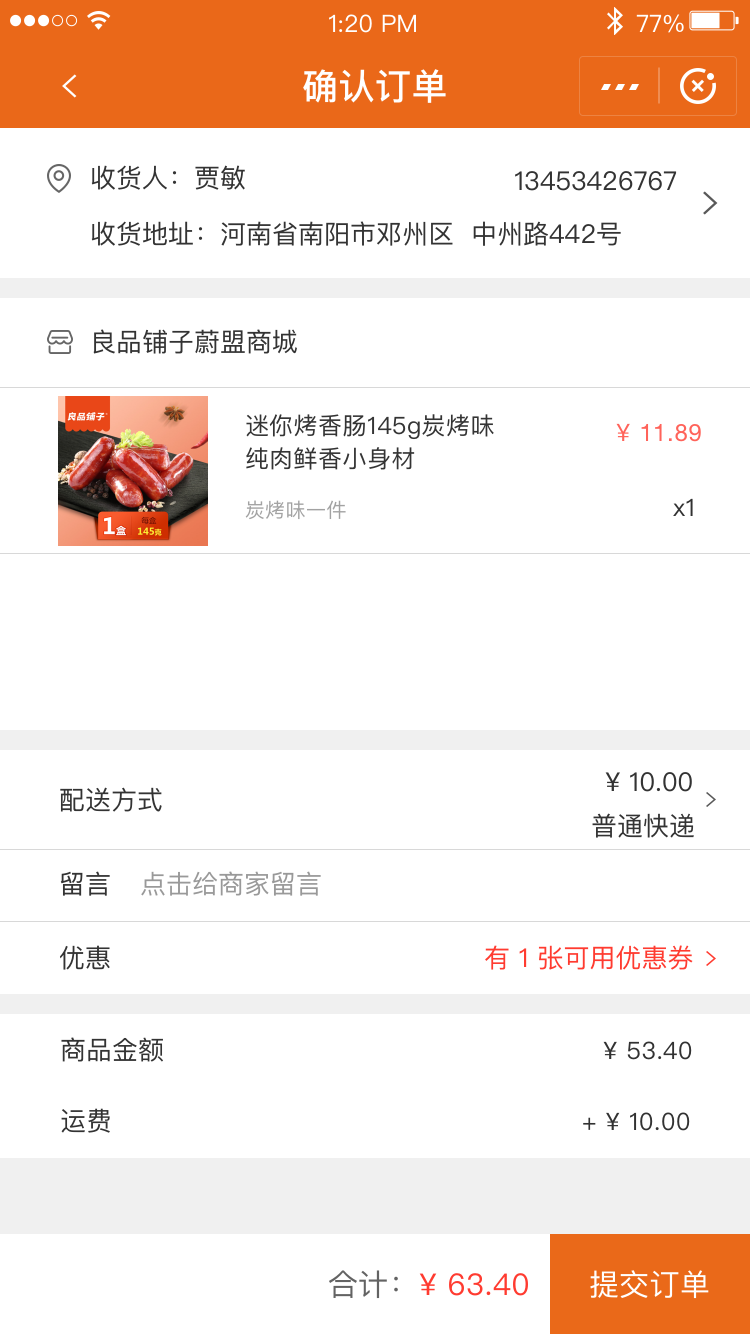 1:20 PM
77%
确认订单
收货人：贾敏
13453426767
收货地址：河南省南阳市邓州区 中州路442号
良品铺子蔚盟商城
良品铺子
1盒
每盒
145克
迷你烤香肠145g炭烤味
纯肉鲜香小身材
¥ 11.89
炭烤味一件
x1
配送方式
¥ 10.00
普通快递
留言 点击给商家留言
优惠
有 1 张可用优惠券
商品金额
¥ 53.40
运费
+ ¥ 10.00
合计：¥ 63.40
提交订单